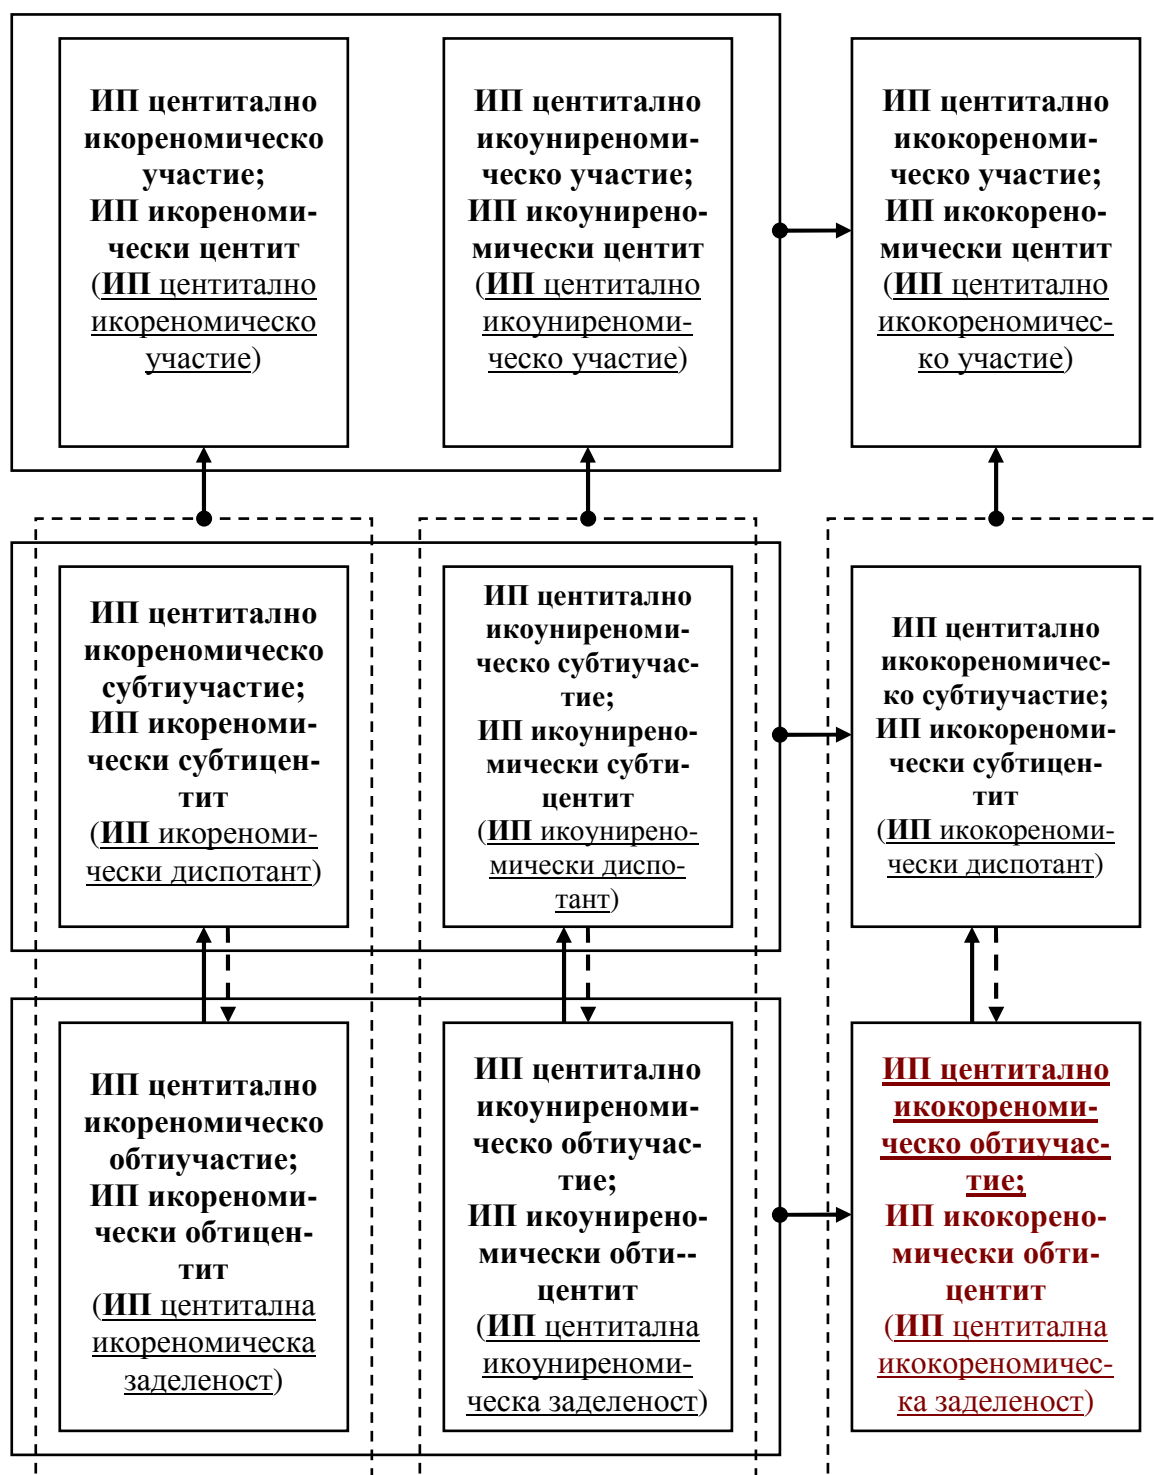 ИП центитално
икореномическо
участие;
ИП икореноми-
чески центит
(ИП центитално
икореномическо
участие)
ИП центитално
икоуниреноми-
ческо участие;
ИП икоунирено-
мически центит
(ИП центитално
икоуниреноми-
ческо участие)
ИП центитално
икокореноми-
ческо участие;
ИП икокорено-
мически центит
(ИП центитално
икокореномичес-
ко участие)
ИП центитално
икореномическо
субтиучастие;
ИП икореноми-
чески субтицен-
тит
(ИП икореноми-
чески диспотант)
ИП центитално
икоуниреноми-
ческо субтиучас-
тие;
ИП икоунирено-
мически субти-
центит
(ИП икоунирено-
мически диспо-
тант)
ИП центитално
икокореномичес-
ко субтиучастие;
ИП икокореноми-
чески субтицен-
тит
(ИП икокореноми-
чески диспотант)
ИП центитално
икореномическо
обтиучастие;
ИП икореноми-
чески обтицен-
тит
(ИП центитална
икореномическа
заделеност)
ИП центитално
икоуниреноми-
ческо обтиучас-
тие;
ИП икоунирено-
мически обти--
центит
(ИП центитална
икоуниреноми-
ческа заделеност)
ИП центитално
икокореноми-
ческо обтиучас-
тие;
ИП икокорено-
мически обти-
центит
(ИП центитална
икокореномичес-
ка заделеност)